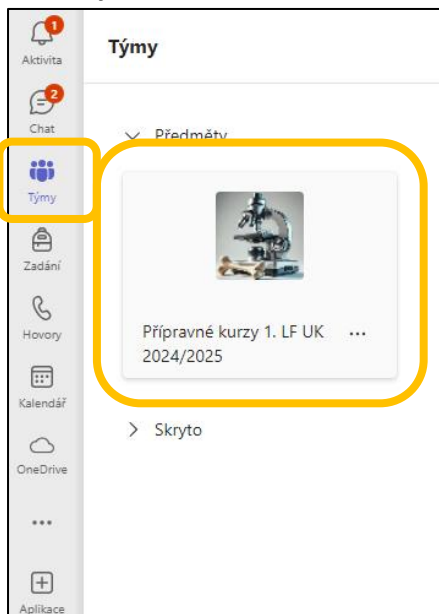 1
Aktivita
2
Chat
Týmy
Zadání
Hovory
Kalendář
OneDrive
Aplikace
Týmy
Předměty
Přípravné kurzy 1. LF UK
2024/2025
Skryto